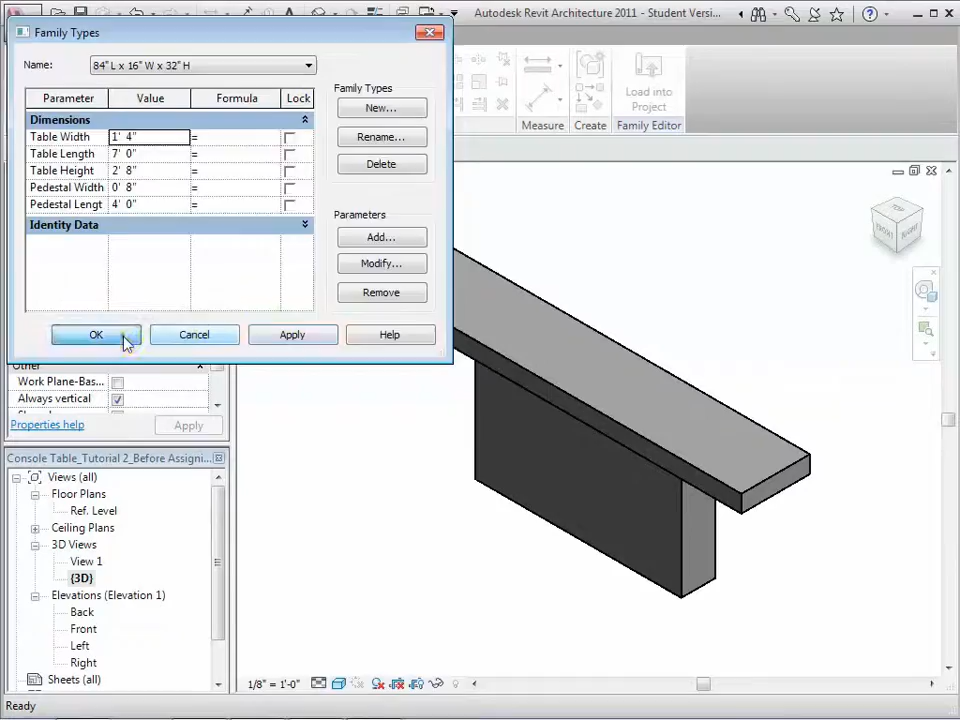 Autodesk Revit Architecture 2011 - Student Versi...
Family Types
Name:
84" L x 16" W x 32" H
Parameter Value Formula Lock
Dimensions
Table Width 1' 4" =
Table Length 7' 0" =
Table Height 2' 8" =
Pedestal Width 0' 8" =
Pedestal Lengt 4' 0" =
Identity Data
Family Types
New...
Rename...
Delete
Parameters
Add...
Modify...
Remove
OK Cancel Apply Help
Load into
Project
Measure Create Family Editor
TOP
FRONT RIGHT
Other
Work Plane-Bas...
Always vertical
Properties help Apply
Console Table_Tutorial 2_Before Assigni...
Views (all)
Floor Plans
Ref. Level
Ceiling Plans
3D Views
View 1
{3D}
Elevations (Elevation 1)
Back
Front
Left
Right
Sheets (all)
1/8" = 1'-0"
Ready